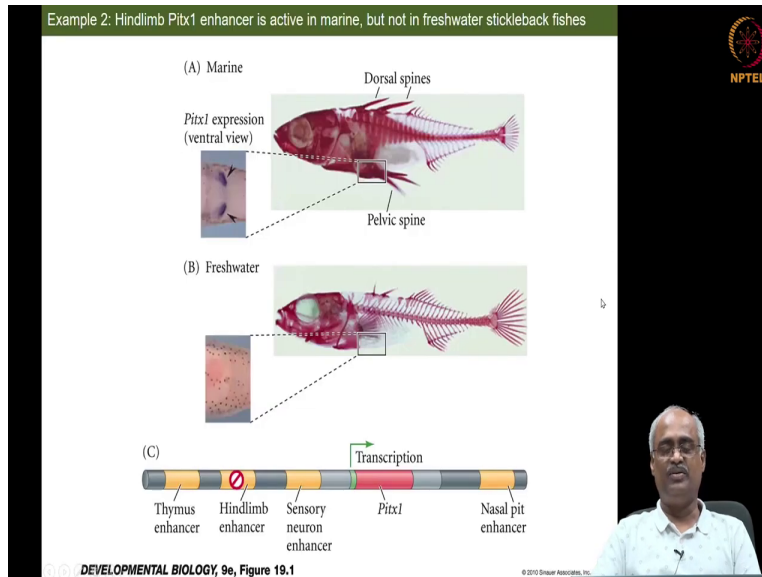 Example 2: Hindlimb Pitx1 enhancer is active in marine, but not in freshwater stickleback fishes
NPTEL
(A) Marine
Dorsal spines
Pitx1 expression
(ventral view)
Pelvic spine
(B) Freshwater
(C)
Transcription
Thymus
enhancer
Hindlimb
enhancer
Sensory
neuron
enhancer
Pitx1
Nasal pit
enhancer
DEVELOPMENTAL BIOLOGY, 9e, Figure 19.1
© 2010 Sinauer Associates, Inc.